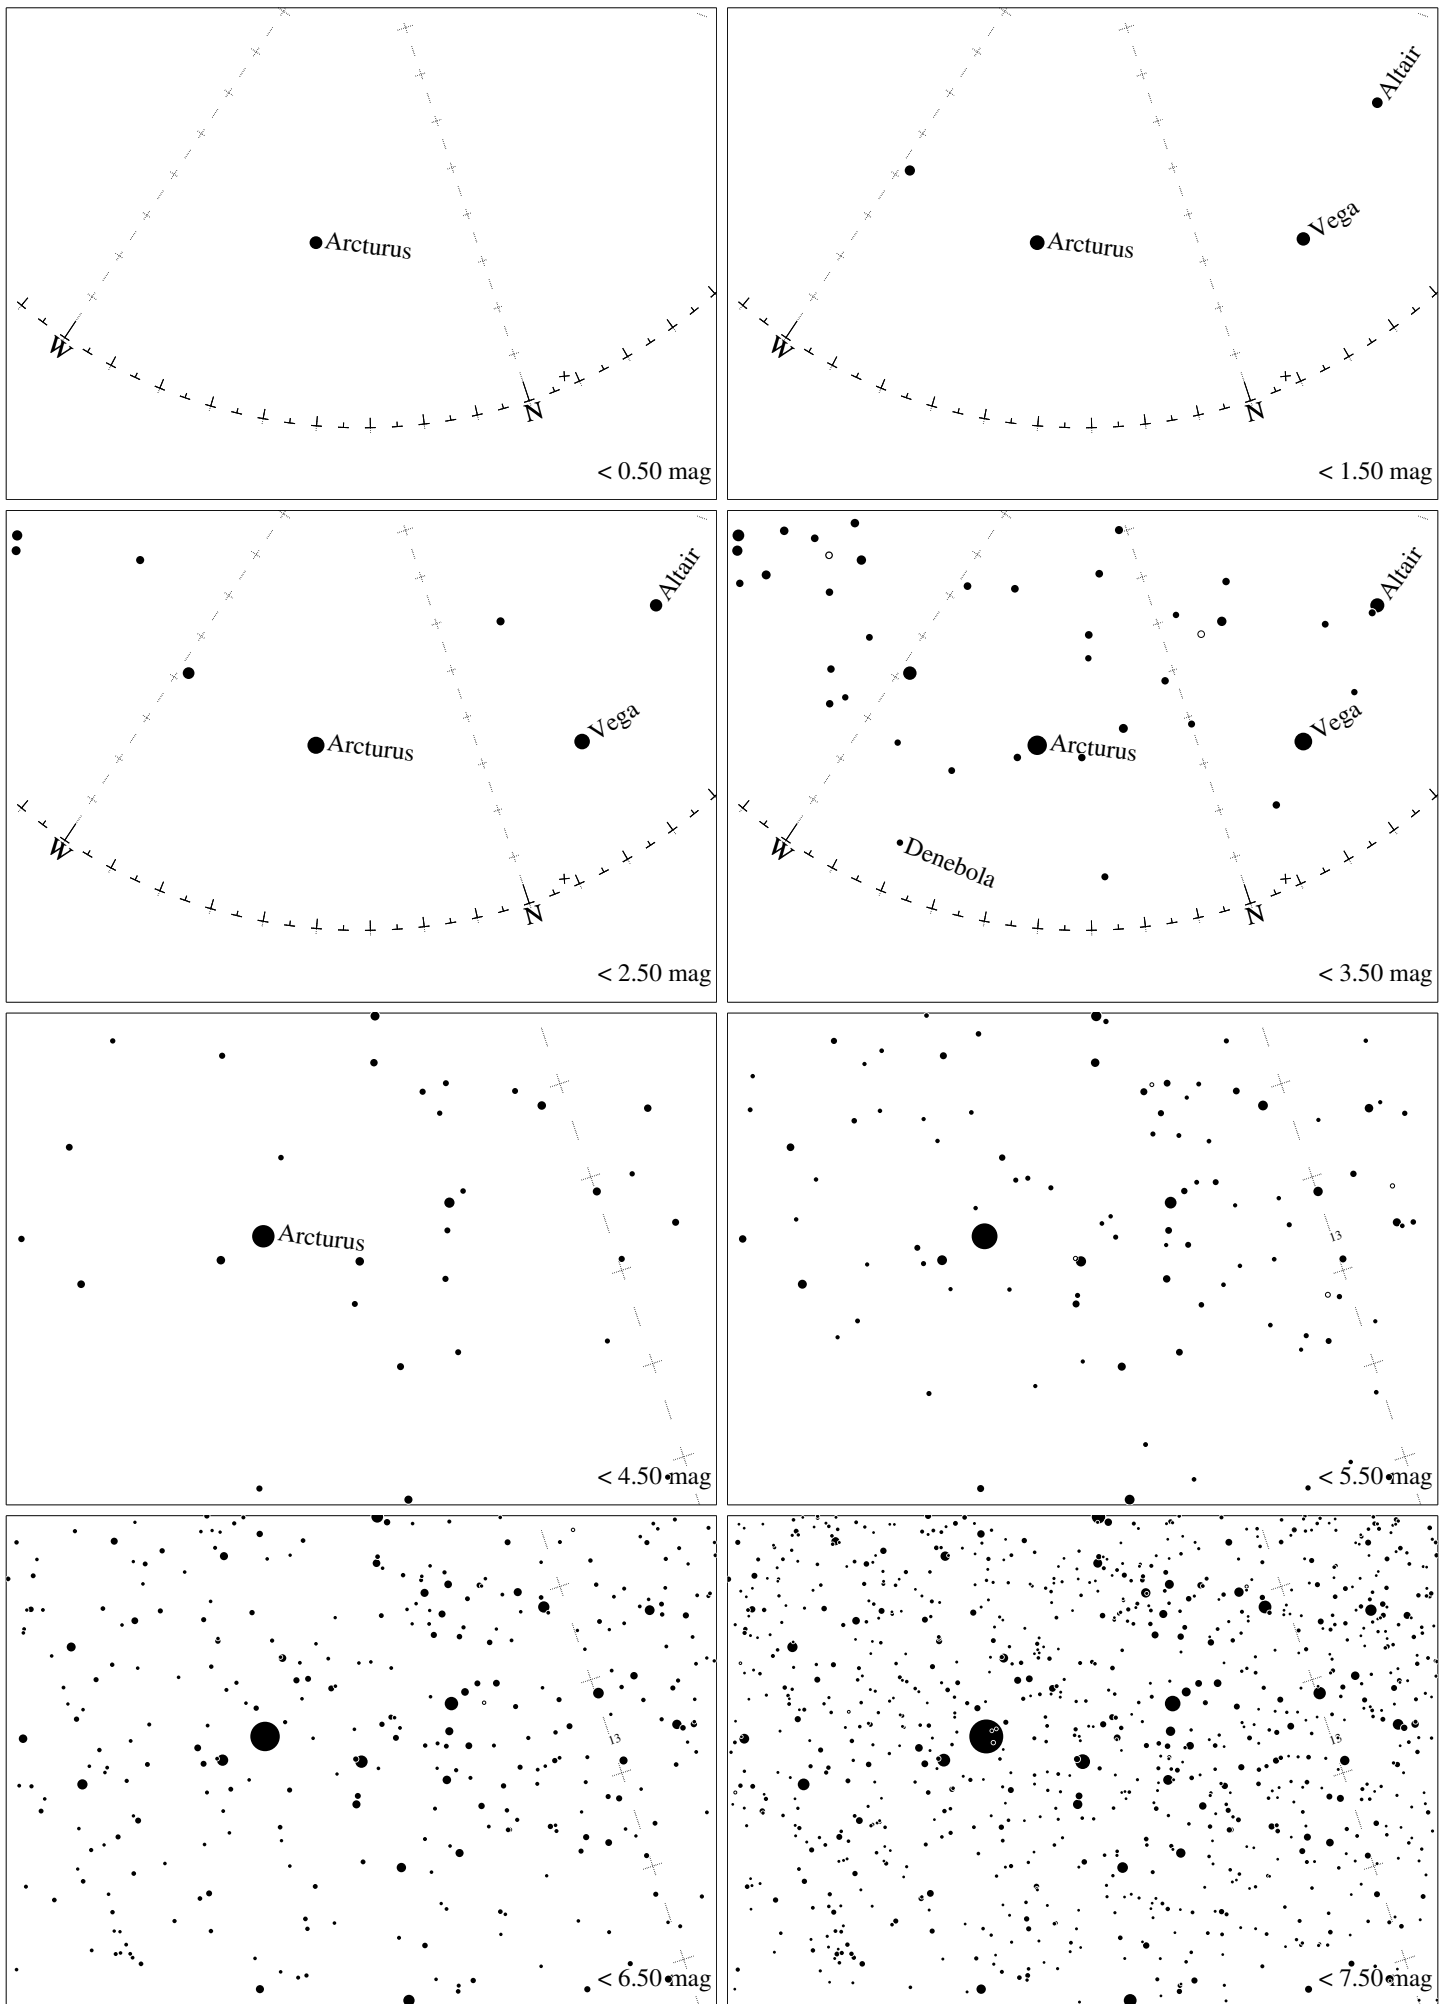 Arcturus
W
N
< 0.50 mag
Altair
Vega
Arcturus
W
N
< 1.50 mag
Altair
Vega
Arcturus
W
N
< 2.50 mag
Altair
Vega
Arcturus
W
Denebola
N
< 3.50 mag
Arcturus
< 4.50 mag
13
< 5.50 mag
13
< 6.50 mag
13
< 7.50 mag